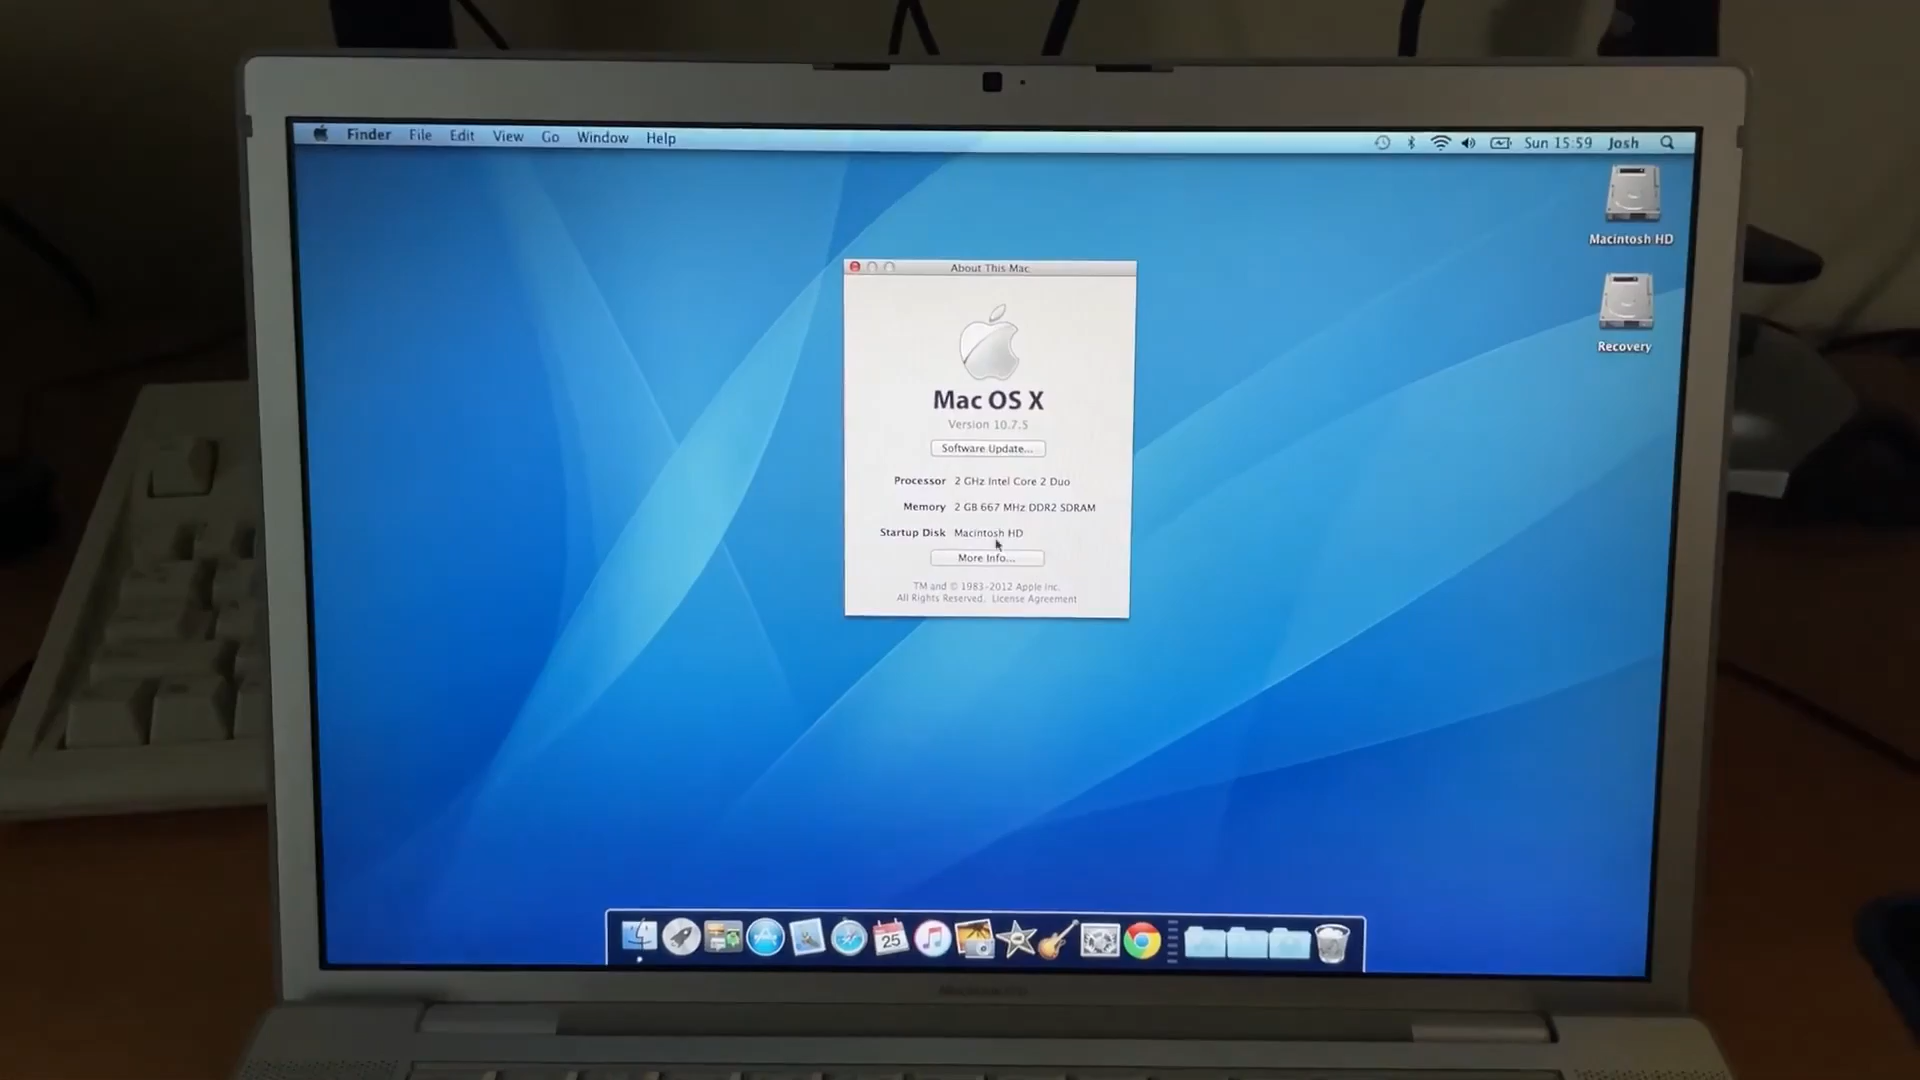 Finder File Edit View Go Window Help
Sun 15:59 Josh
Macintosh HD
Recovery
About This Mac
Mac OS X
Version 10.7.5
Software Update...
Processor 2 GHz Intel Core 2 Duo
Memory 2 GB 667 MHz DDR2 SDRAM
Startup Disk Macintosh HD
More Info...
TM and © 1983-2012 Apple Inc.
All Rights Reserved. License Agreement
25